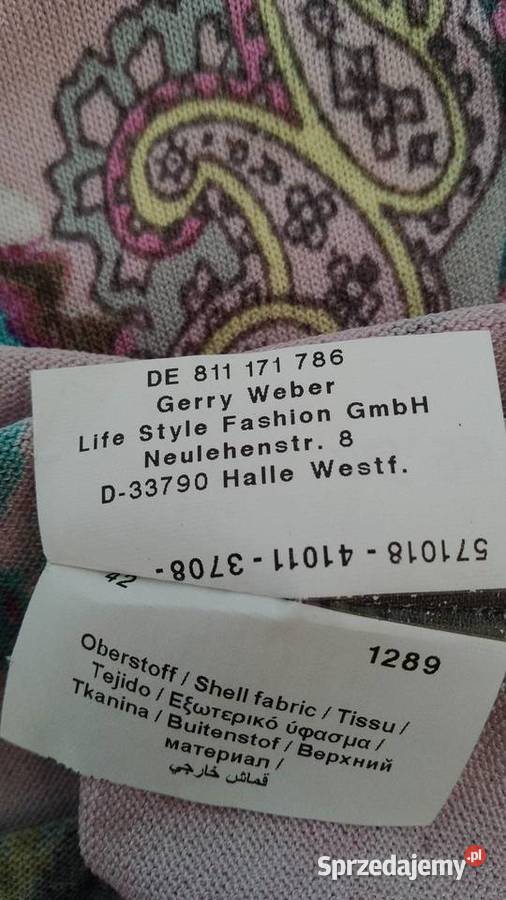 DE 811 171 786
Gerry Weber
Life Style Fashion GmbH
Neulehenstr. 8
D-33790 Halle Westf.
571018 - 41011 - 3708 -
42
1289
Oberstoff / Shell fabric / Tissu /
Tejido / Εξωτερικό ύφασμα /
Tkanina / Buitenstof / Верхний
материал /
قماش خارجي
Sprzedajemy.pl